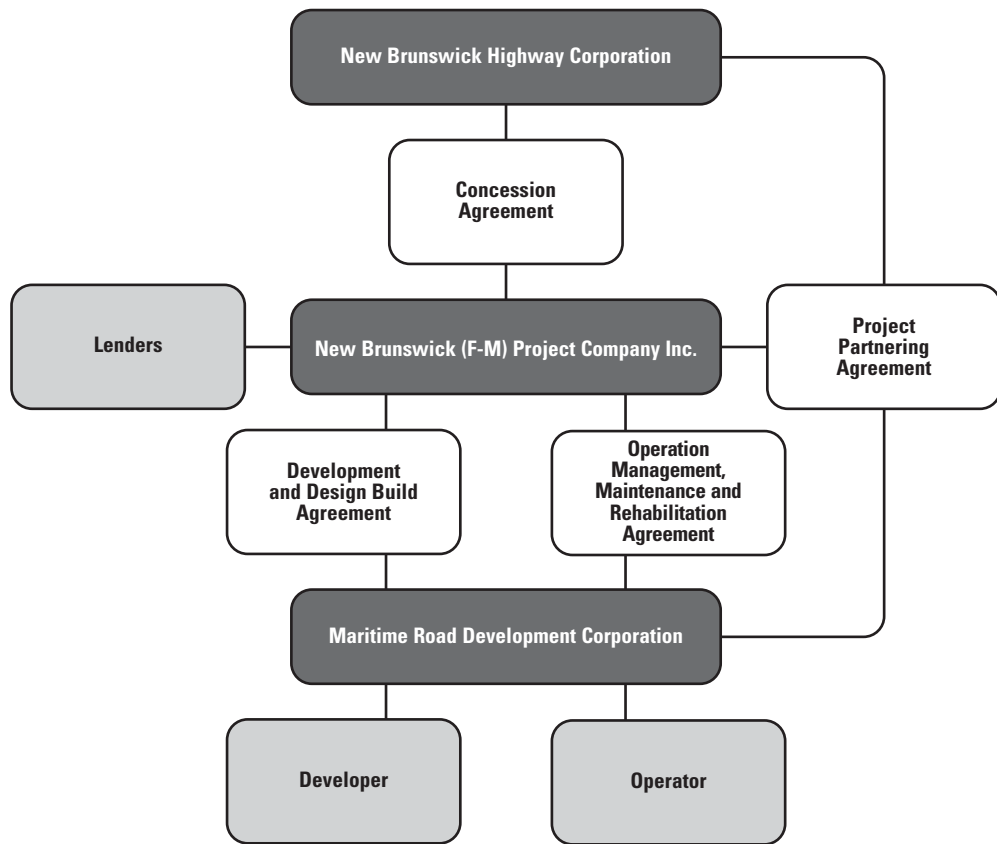 New Brunswick Highway Corporation
Concession
Agreement
Lenders
New Brunswick (F-M) Project Company Inc.
Project
Partnering
Agreement
Development
and Design Build
Agreement
Operation
Management,
Maintenance and
Rehabilitation
Agreement
Maritime Road Development Corporation
Developer
Operator